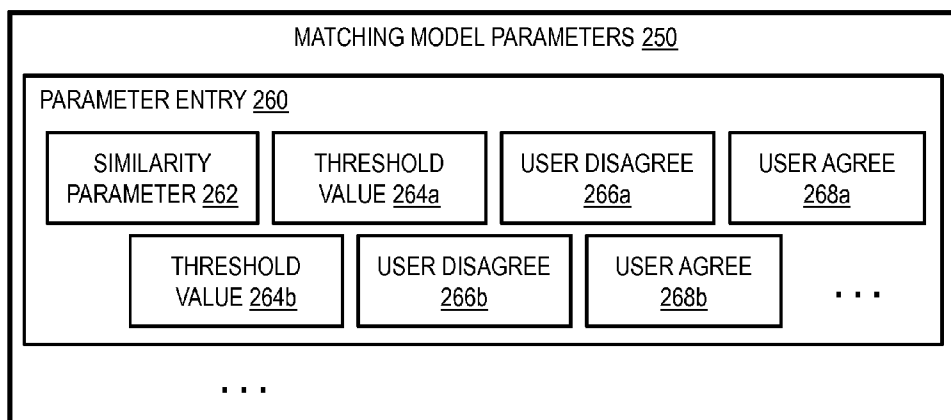 MATCHING MODEL PARAMETERS 250
PARAMETER ENTRY 260
SIMILARITY
PARAMETER 262
THRESHOLD
VALUE 264a
USER DISAGREE
266a
USER AGREE
268a
THRESHOLD
VALUE 264b
USER DISAGREE
266b
USER AGREE
268b
...
...